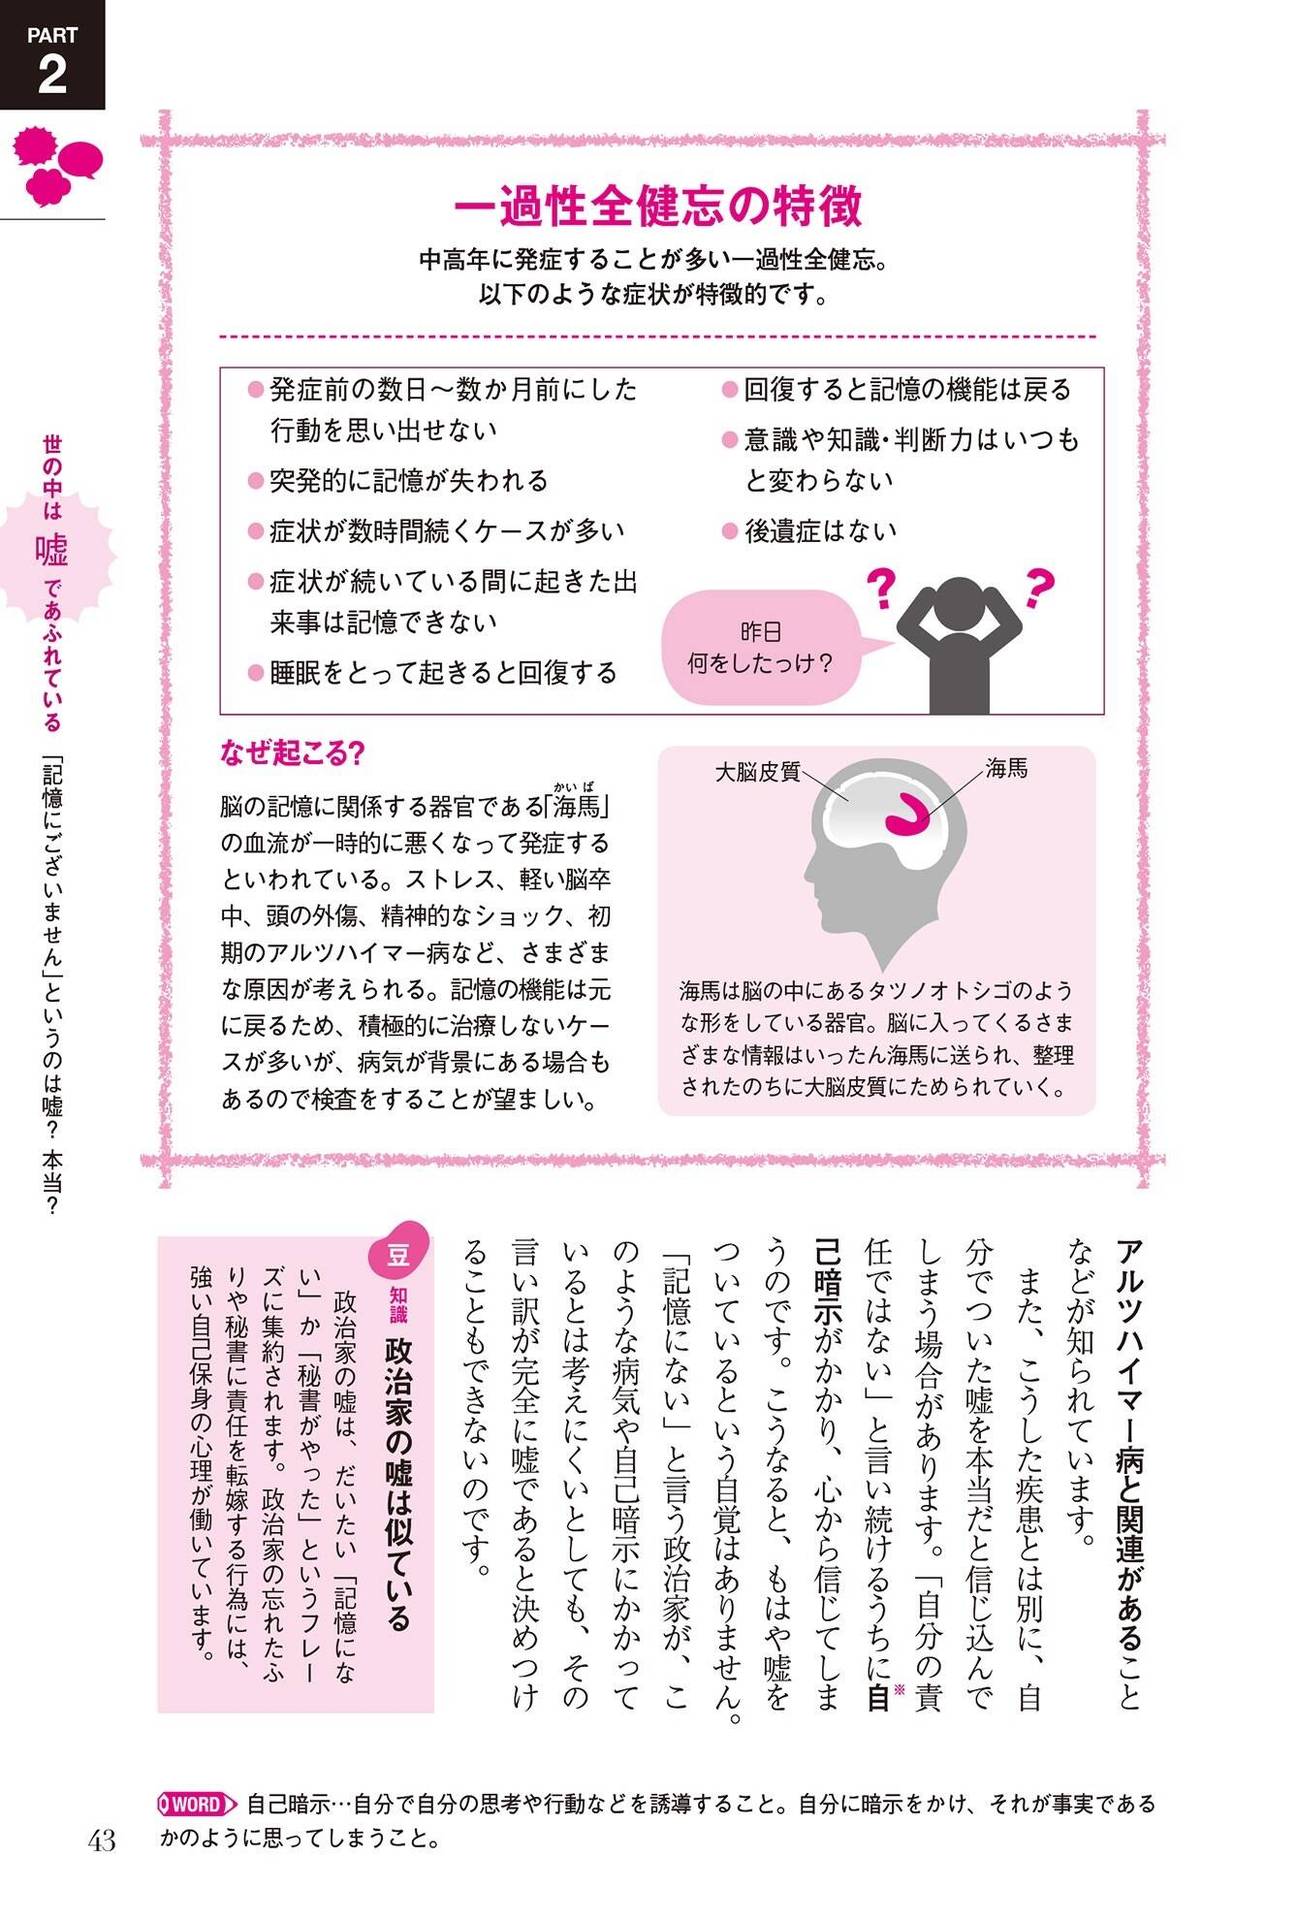 PART
2
世の中は嘘であふれている 「記憶にございません」というのは嘘？ 本当？
一過性全健忘の特徴
中高年に発症することが多い一過性全健忘。
以下のような症状が特徴的です。
● 発症前の数日〜数か月前にした
行動を思い出せない
● 突発的に記憶が失われる
● 症状が数時間続くケースが多い
● 症状が続いている間に起きた出
来事は記憶できない
● 睡眠をとって起きると回復する
● 回復すると記憶の機能は戻る
● 意識や知識・判断力はいつも
と変わらない
● 後遺症はない
? ?
昨日
何をしたっけ？
なぜ起こる？
かいば
脳の記憶に関係する器官である「海馬」
の血流が一時的に悪くなって発症する
といわれている。ストレス、軽い脳卒
中、頭の外傷、精神的なショック、初
期のアルツハイマー病など、さまざま
な原因が考えられる。記憶の機能は元
に戻るため、積極的に治療しないケー
スが多いが、病気が背景にある場合も
あるので検査をすることが望ましい。
大脳皮質
海馬
海馬は脳の中にあるタツノオトシゴのよう
な形をしている器官。脳に入ってくるさま
ざまな情報はいったん海馬に送られ、整理
されたのちに大脳皮質にためられていく。
アルツハイマー病と関連があること
などが知られています。
また、こうした疾患とは別に、自
分でついた嘘を本当だと信じ込んで
しまう場合があります。「自分の責
任ではない」と言い続けるうちに自※
己暗示がかかり、心から信じてしま
うのです。こうなると、もはや嘘を
ついているという自覚はありません。
「記憶にない」と言う政治家が、こ
のような病気や自己暗示にかかって
いるとは考えにくいとしても、その
言い訳が完全に嘘であると決めつけ
ることもできないのです。
豆知識 政治家の嘘は似ている
政治家の嘘は、だいたい「記憶にな
い」か「秘書がやった」というフレー
ズに集約されます。政治家の忘れたふ
りや秘書に責任を転嫁する行為には、
強い自己保身の心理が働いています。
WORD 自己暗示…自分で自分の思考や行動などを誘導すること。自分に暗示をかけ、それが事実である
かのように思ってしまうこと。
43